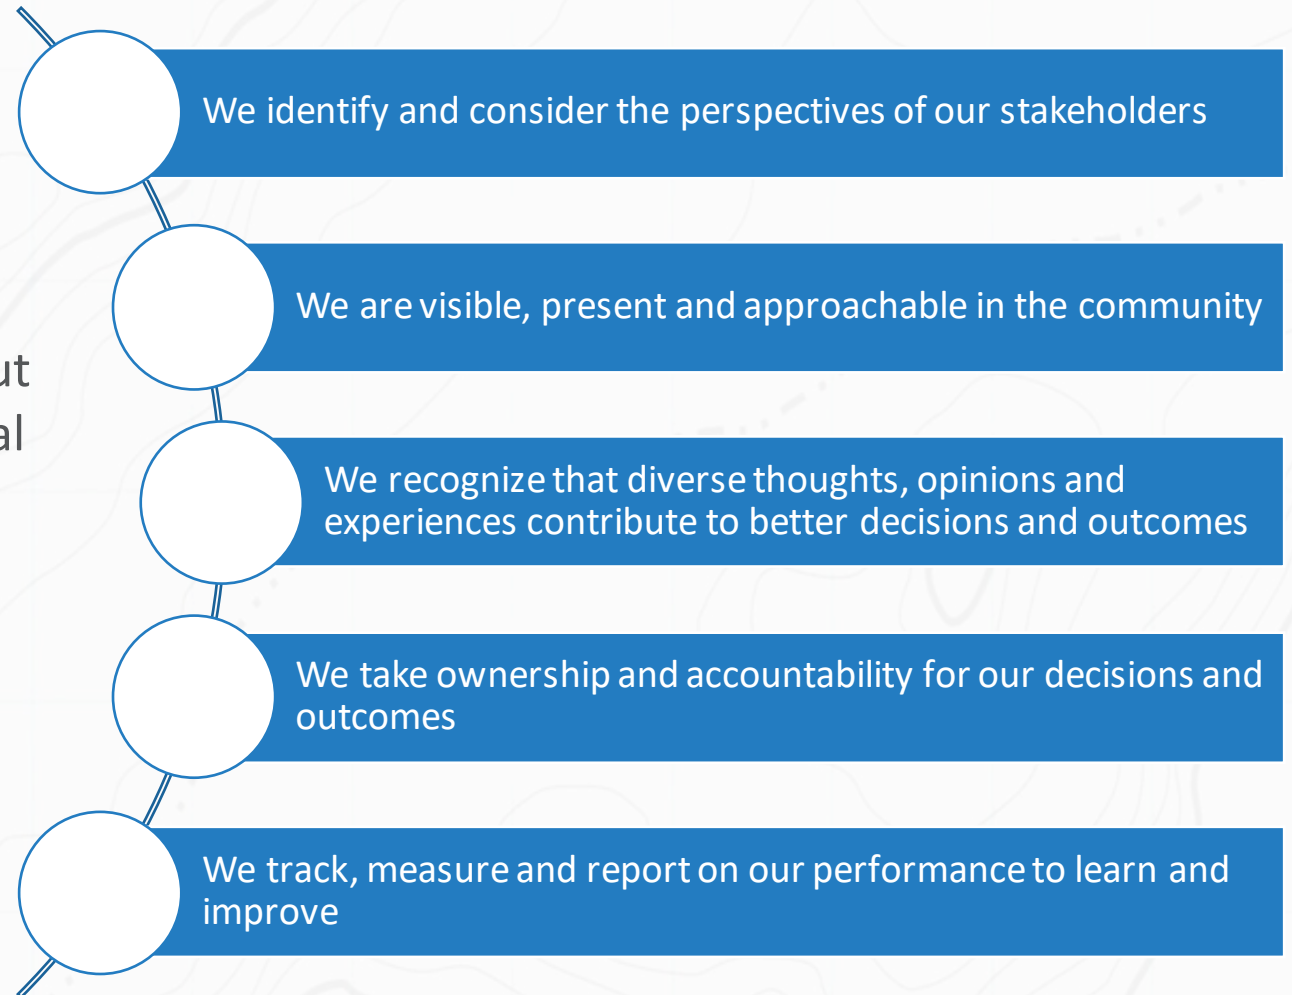 We identify and consider the perspectives of our stakeholders
We are visible, present and approachable in the community
ut
al
We recognize that diverse thoughts, opinions and
experiences contribute to better decisions and outcomes
We take ownership and accountability for our decisions and
outcomes
We track, measure and report on our performance to learn and
improve